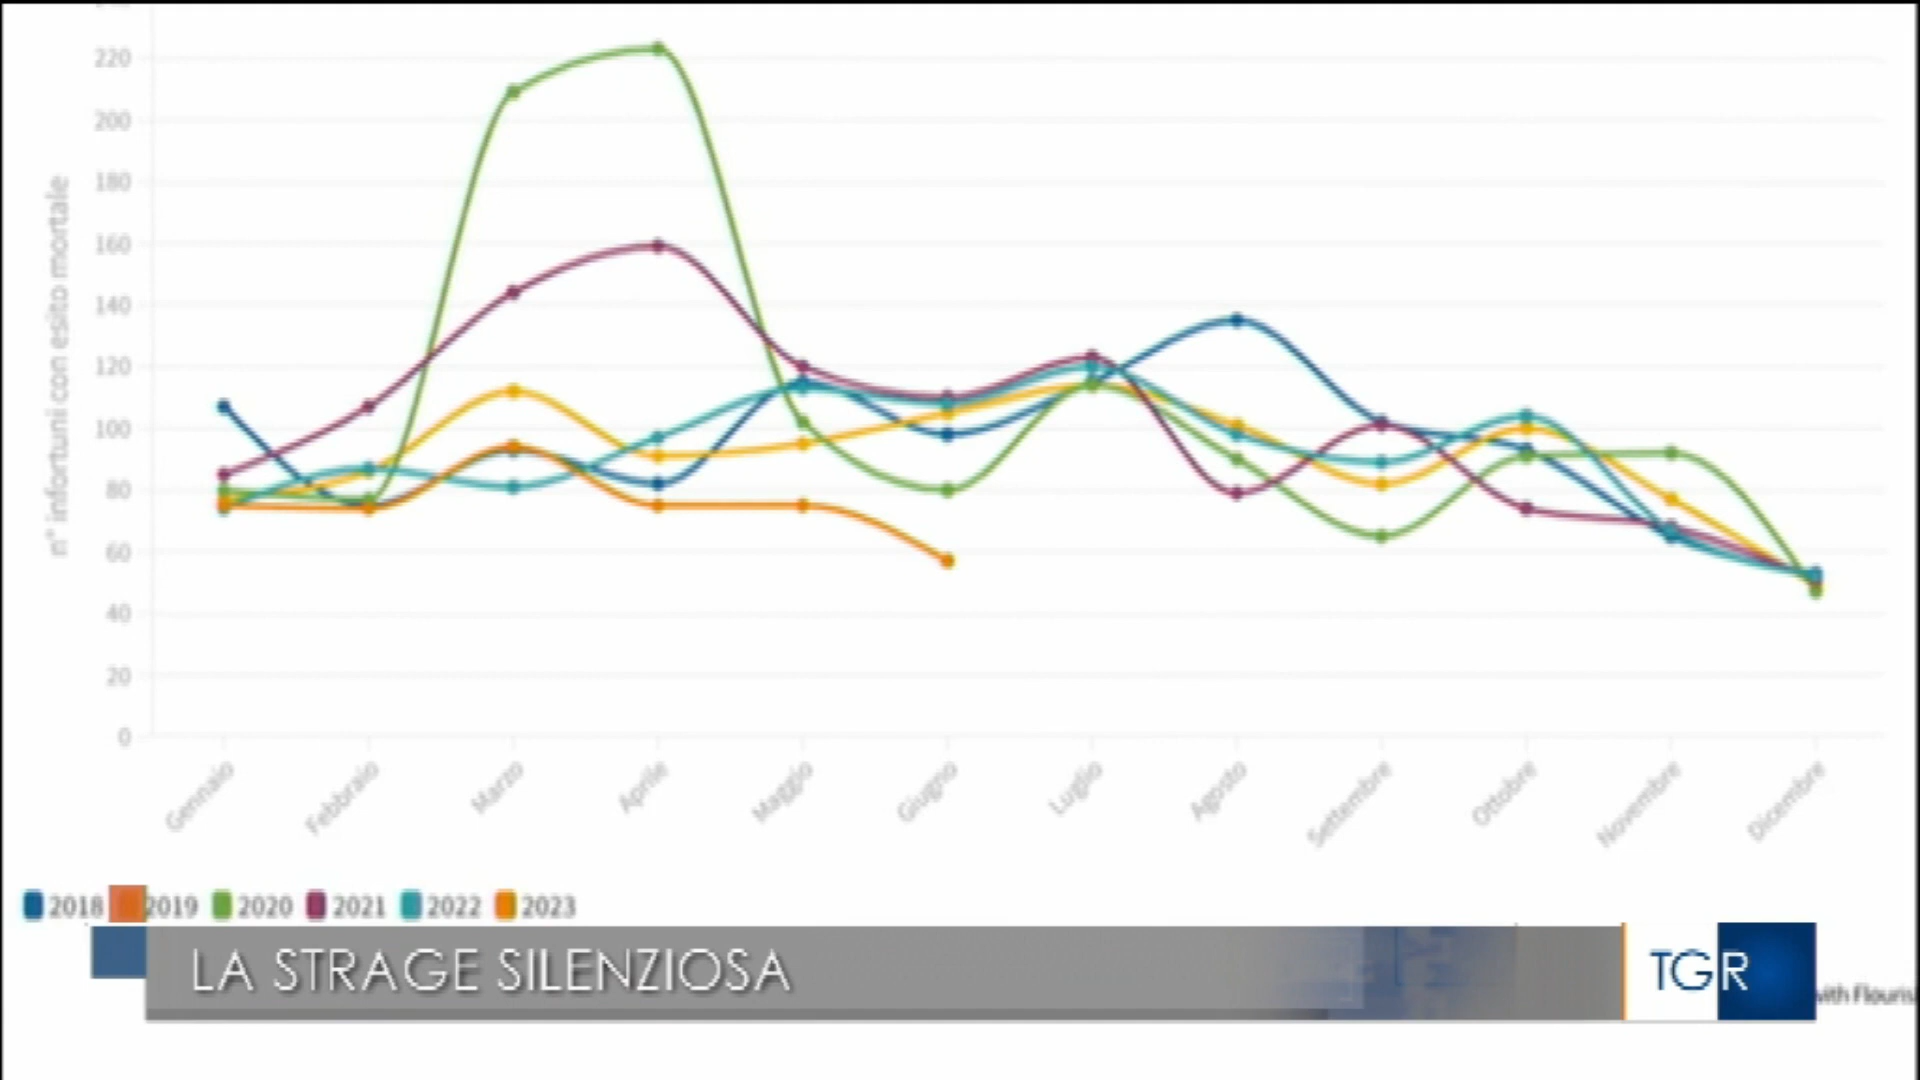 220
200
180
160
140
120
100
80
60
40
20
0
n° infortuni con esito mortale
Gennaio
Febbraio
Marzo
Aprile
Maggio
Giugno
Luglio
Agosto
Settembre
Ottobre
Novembre
Dicembre
2018 2019 2020 2021 2022 2023
LA STRAGE SILENZIOSA
TGR
with Flouris